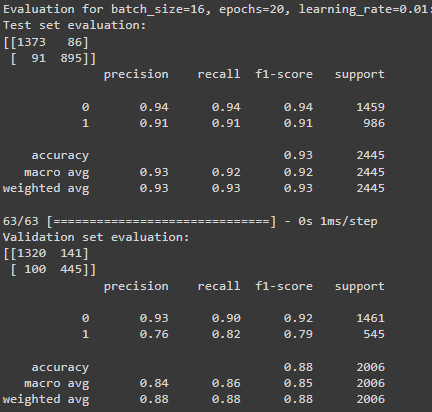 Evaluation for batch_size=16, epochs=20, learning_rate=0.01:
Test set evaluation:
[[1373   86]
 [  91  895]]
              precision    recall  f1-score   support

           0       0.94      0.94      0.94      1459
           1       0.91      0.91      0.91       986

    accuracy                           0.93      2445
   macro avg       0.93      0.92      0.92      2445
weighted avg       0.93      0.93      0.93      2445

63/63 [==============================] - 0s 1ms/step
Validation set evaluation:
[[1320  141]
 [ 100  445]]
              precision    recall  f1-score   support

           0       0.93      0.90      0.92      1461
           1       0.76      0.82      0.79       545

    accuracy                           0.88      2006
   macro avg       0.84      0.86      0.85      2006
weighted avg       0.88      0.88      0.88      2006